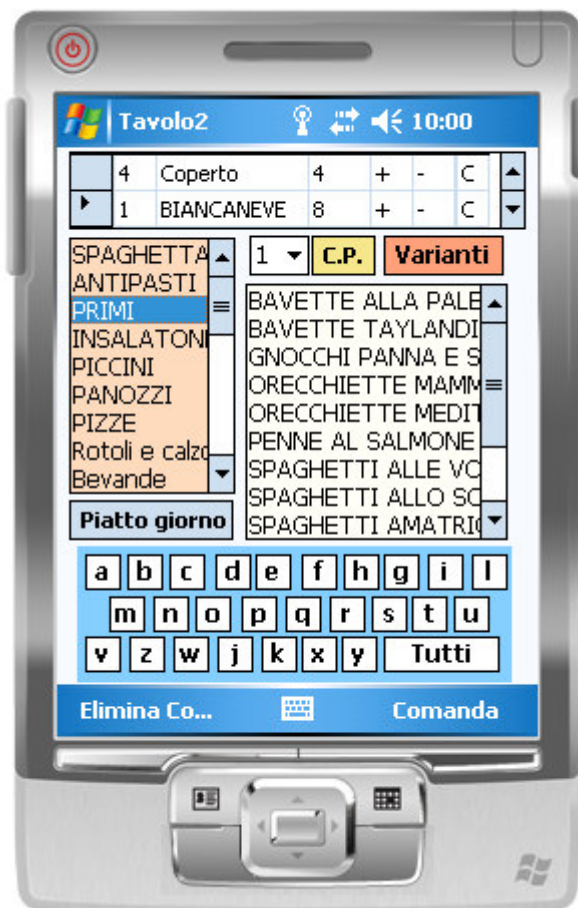 Tavolo2 10:00
4 Coperto 4 + - C
1 BIANCANEVE 8 + - C
1 C.P. Varianti
SPAGHETTA
ANTIPASTI
PRIMI
INSALATON
PICCINI
PANOZZI
PIZZE
Rotoli e calzo
Bevande
BAVETTE ALLA PALE
BAVETTE TAYLANDI
GNOCCHI PANNA E S
ORECCHIETTE MAMM
ORECCHIETTE MEDIT
PENNE AL SALMONE
SPAGHETTI ALLE VO
SPAGHETTI ALLO SC
SPAGHETTI AMATRIC
Piatto giorno
a b c d e f h g i l
m n o p q r s t u
v z w j k x y Tutti
Elimina Co... Comanda